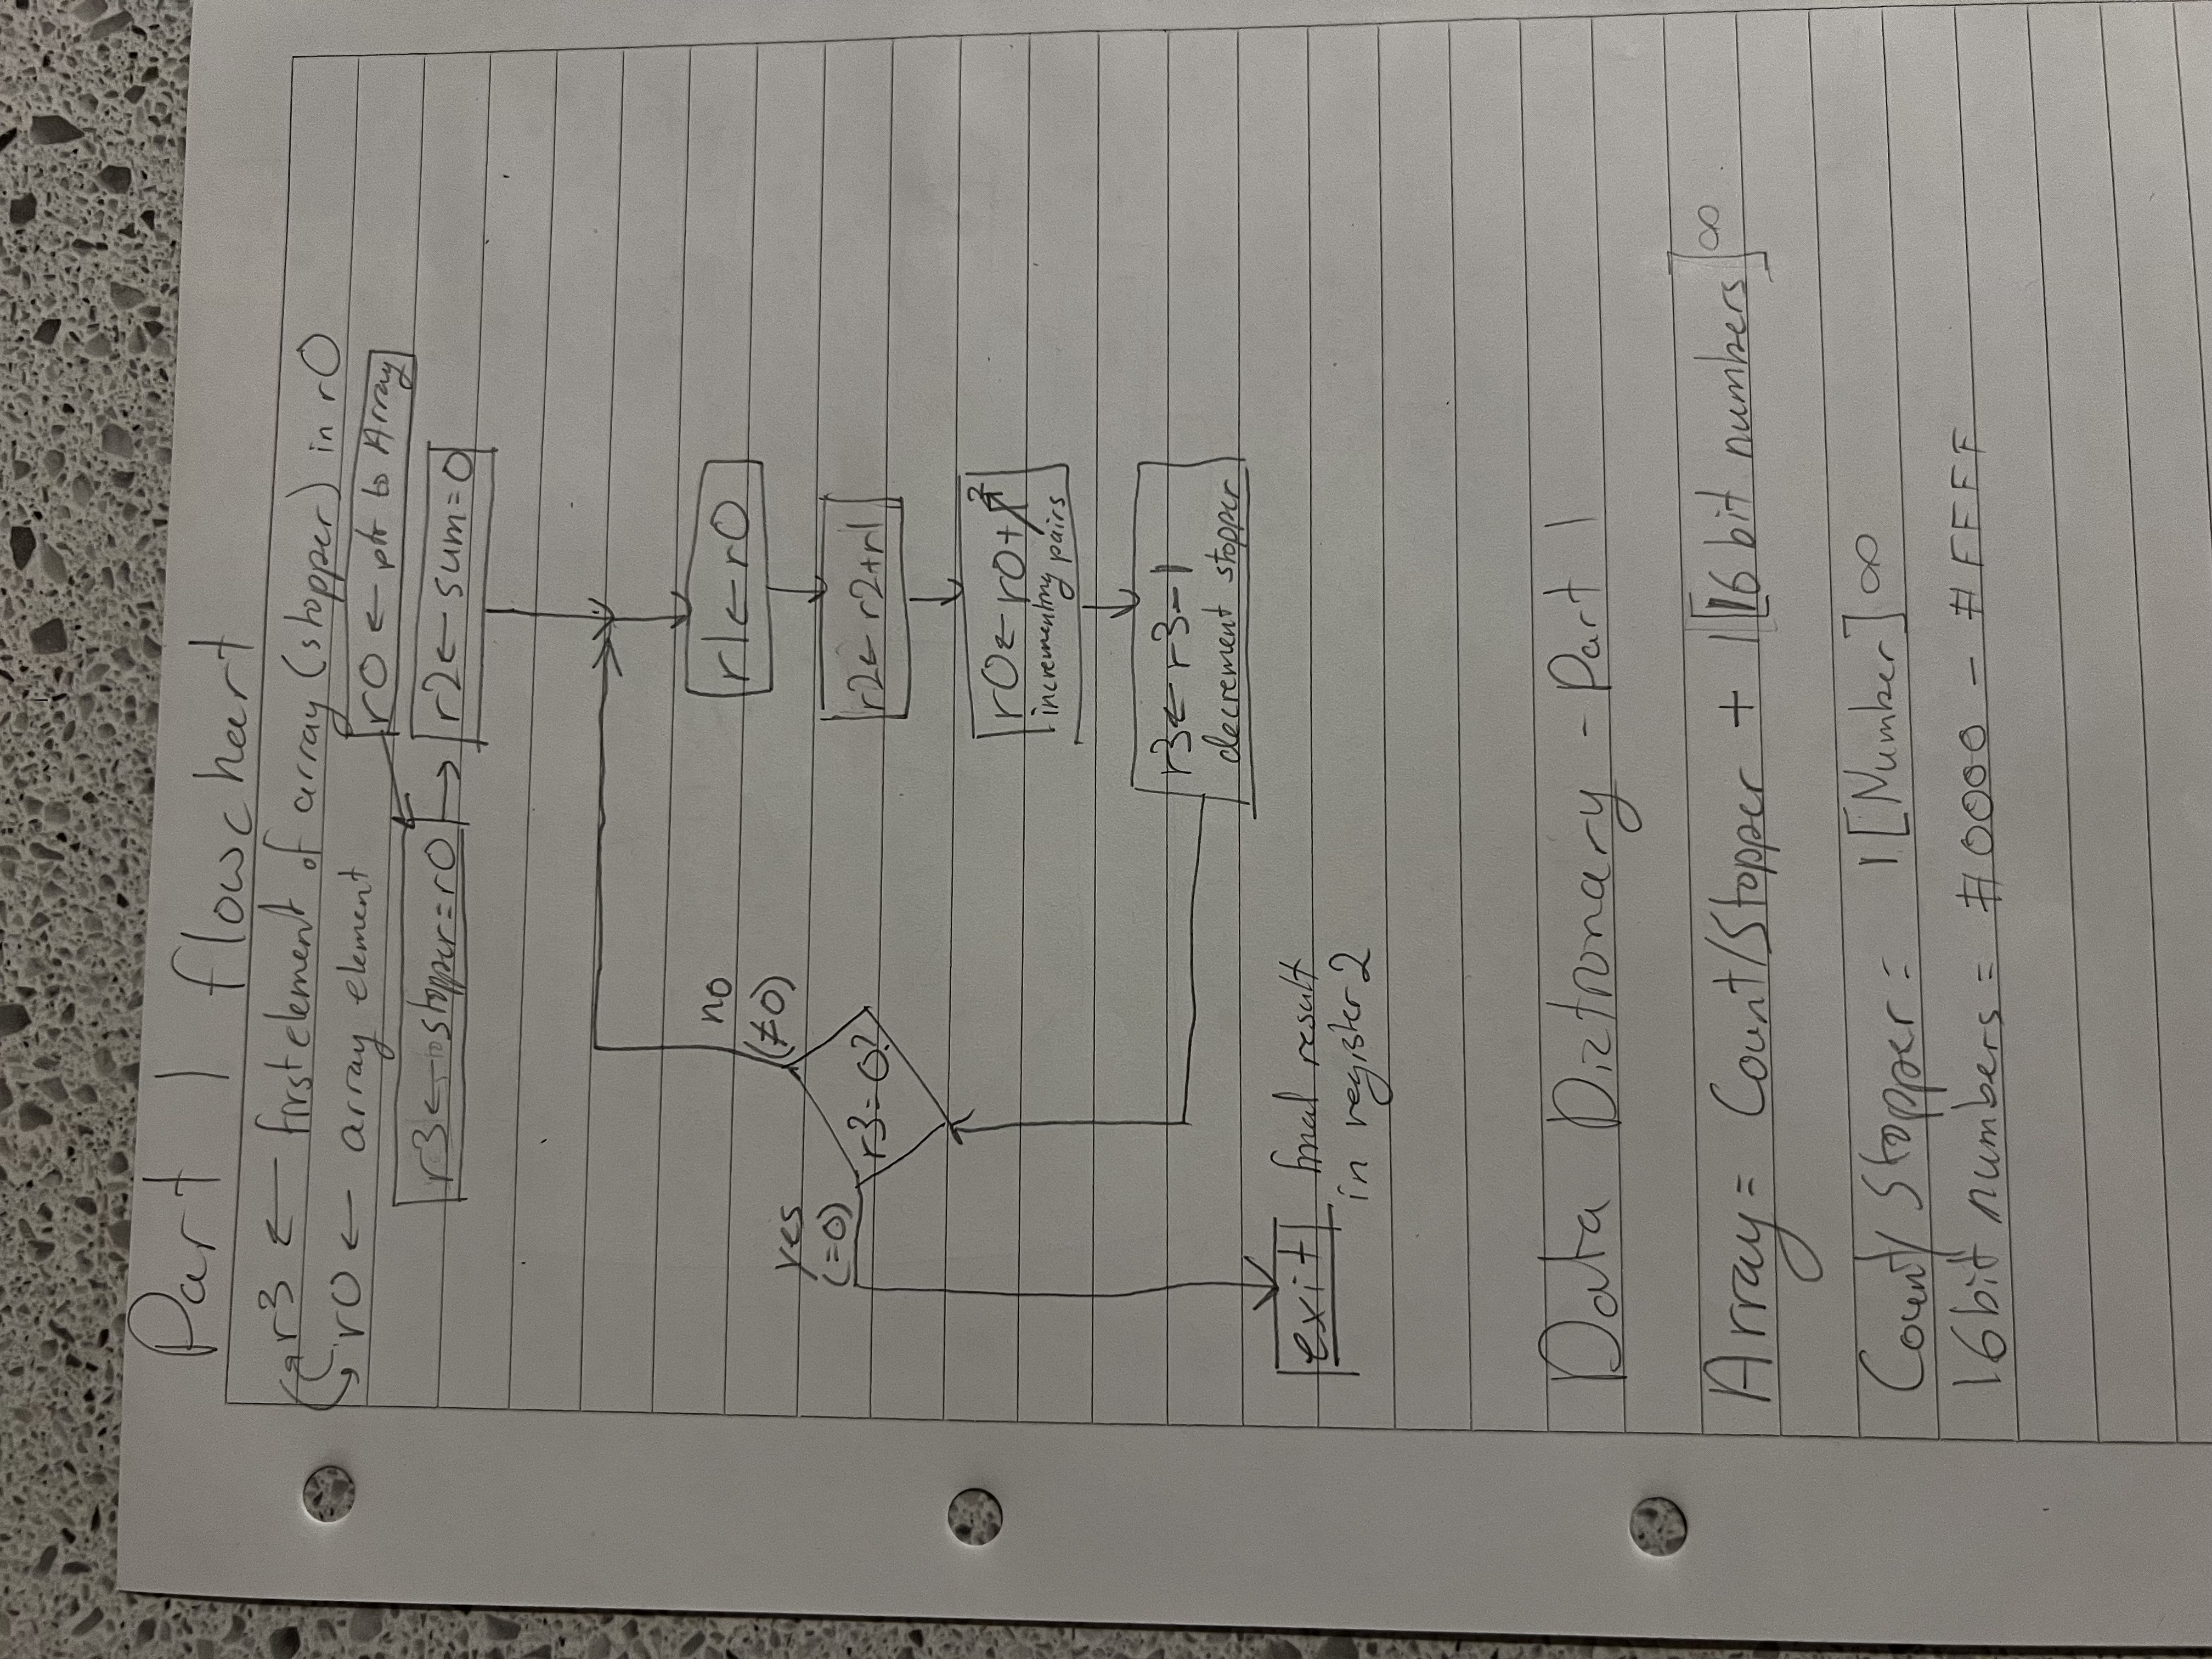 Part 1 flowchart
r3 ← first element of array (stopper) in r0
r0 ← array element
r0 ← ptr to Array
r3 ← stopper = r0
r2 ← sum = 0
r1 ← r0
no
(≠0)
yes
(=0)
r3 = 0?
r2 ← r2 + r1
r0 ← r0 + 2
incrementing pairs
r3 ← r3 - 1
decrement stopper
exit
final result
in register 2
Data Dictionary - Part 1
Array = Count/Stopper + 1[16 bit numbers]∞
Count/Stopper = 1[Number]∞
16bit numbers = #0000 - #FFFF